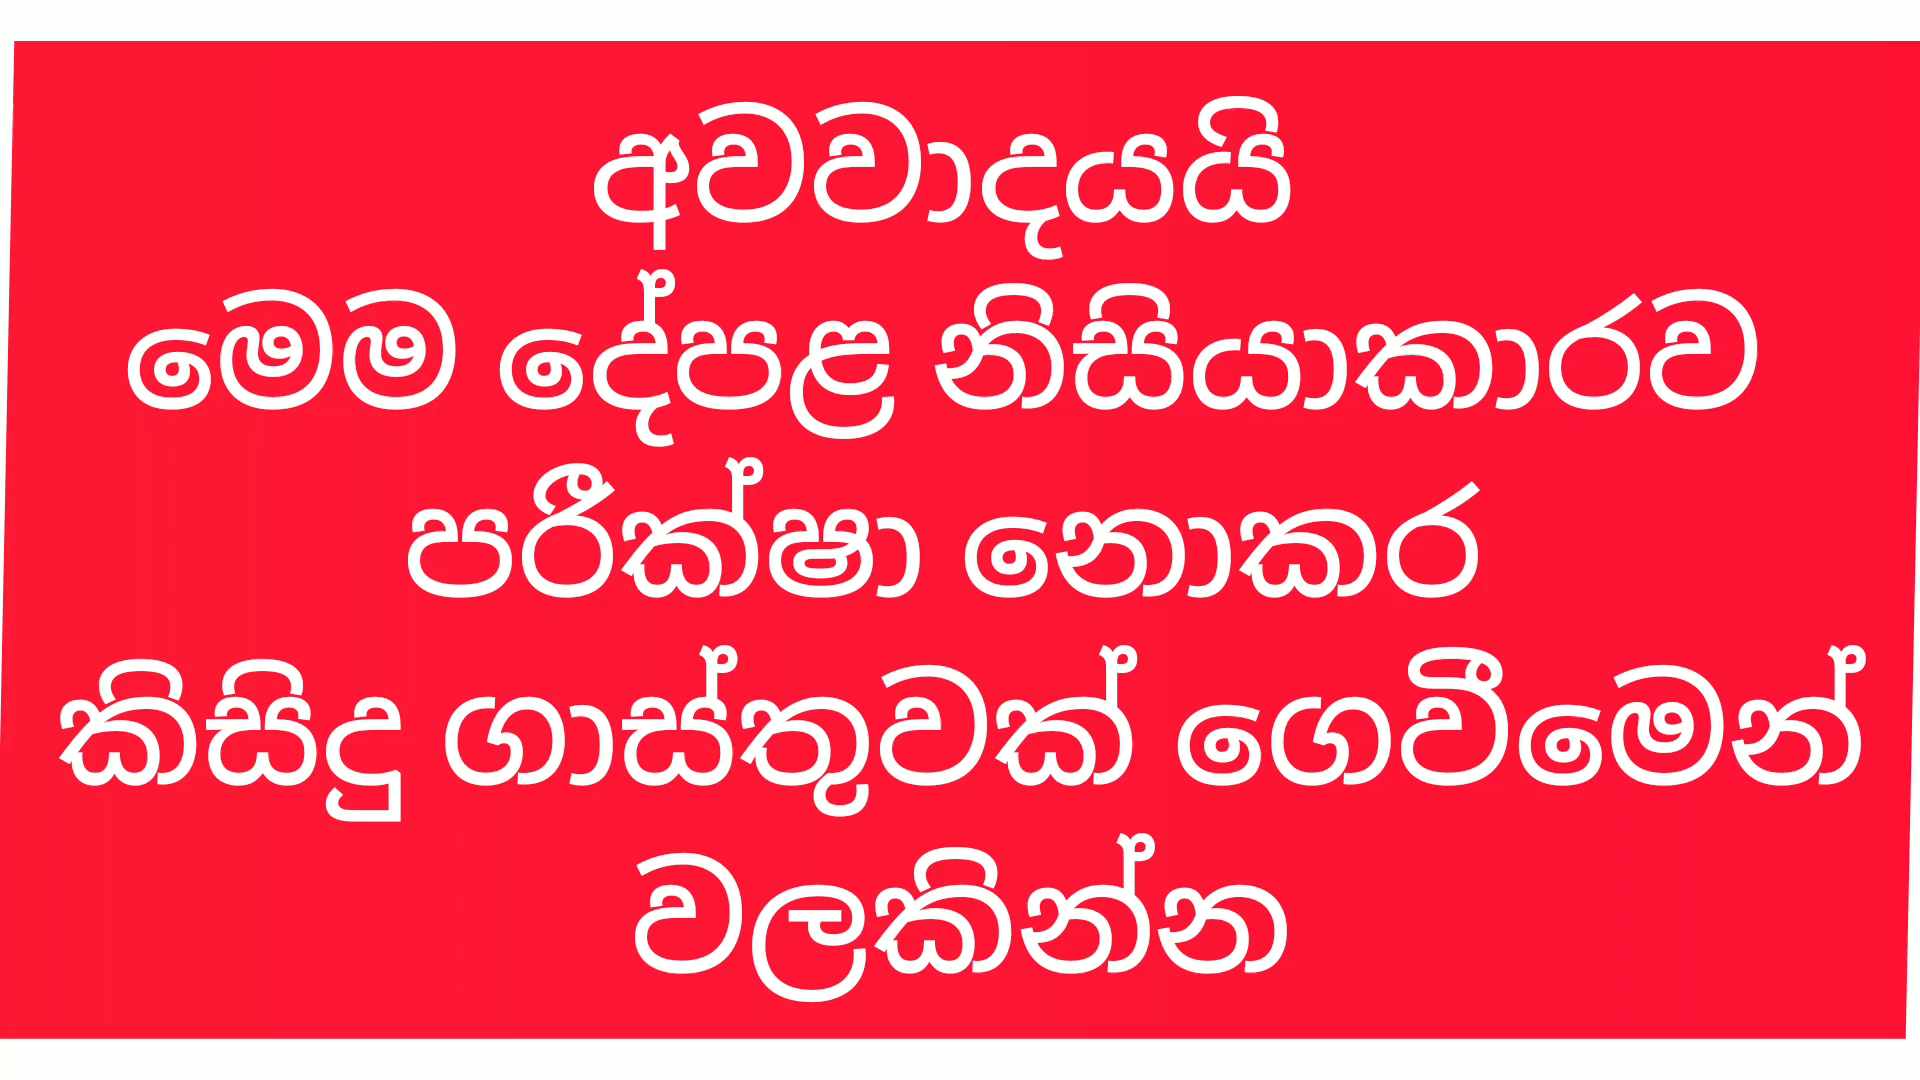 අවවාදයයි
මෙම දේපළ නිසියාකාරව
පරීක්ෂා නොකර
කිසිදු ගාස්තුවක් ගෙවීමෙන්
වලකින්න